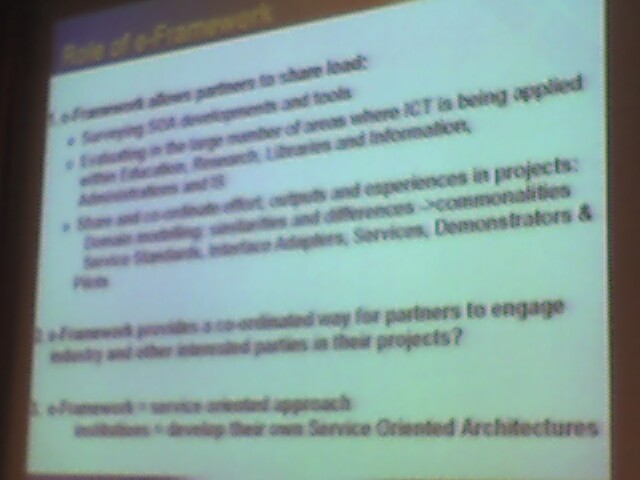 Role of e-Framework
1. e-Framework allows partners to share load:
Surveying SOA developments and tools
Evaluating in the large number of areas where ICT is being applied
within Education, Research, Libraries and Information,
Administrations and IS
Share and co-ordinate effort, outputs and experiences in projects:
Domain modelling: similarities and differences ->commonalities
Service Standards, Interface Adapters, Services, Demonstrators &
Pilots
2. e-Framework provides a co-ordinated way for partners to engage
industry and other interested parties in their projects?
3. e-Framework = service oriented approach
institutions = develop their own Service Oriented Architectures